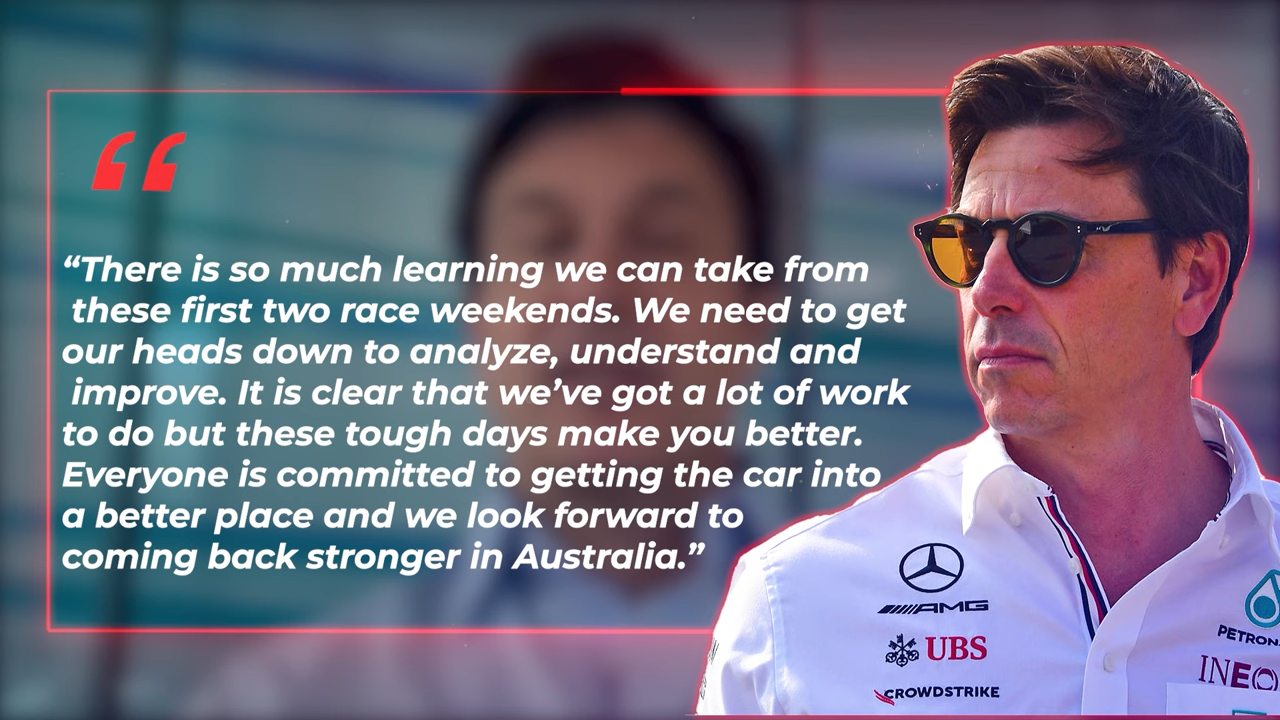 “There is so much learning we can take from
these first two race weekends. We need to get
our heads down to analyze, understand and
improve. It is clear that we’ve got a lot of work
to do but these tough days make you better.
Everyone is committed to getting the car into
a better place and we look forward to
coming back stronger in Australia.”
AMG
UBS
CROWDSTRIKE
PETRONA
INEO